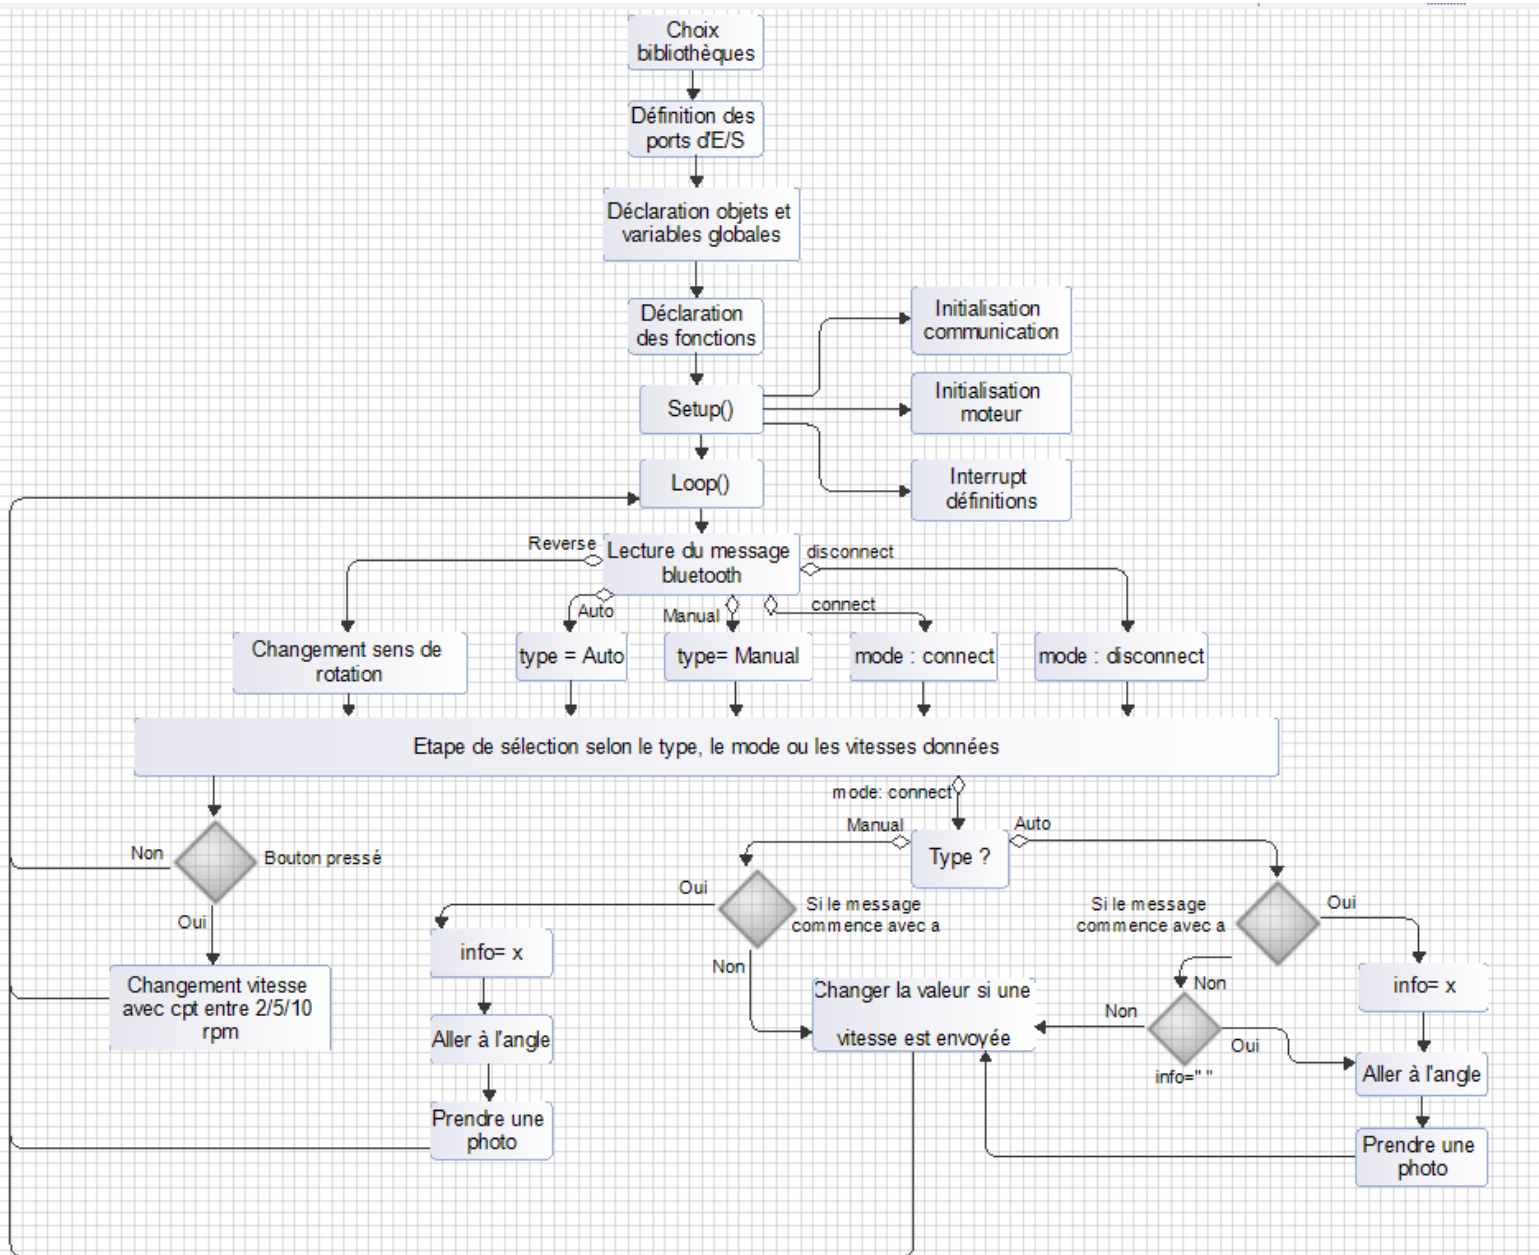 Choix
bibliothèques
Définition des
ports d'E/S
Déclaration objets et
variables globales
Déclaration
des fonctions
Initialisation
communication
Setup()
Initialisation
moteur
Loop()
Interrupt
définitions
Reverse
Lecture du message
bluetooth
disconnect
Auto
Manual
connect
Changement sens de
rotation
type = Auto
type= Manual
mode : connect
mode : disconnect
Etape de sélection selon le type, le mode ou les vitesses données
mode: connect
Manual
Auto
Type ?
Non
Bouton pressé
Oui
Oui
Si le message
commence avec a
Si le message
commence avec a
Oui
info= x
Non
Non
info= x
Changement vitesse
avec cpt entre 2/5/10
rpm
Changer la valeur si une
vitesse est envoyée
Non
Oui
info=" "
Aller à l'angle
Aller à l'angle
Prendre une
photo
Prendre une
photo